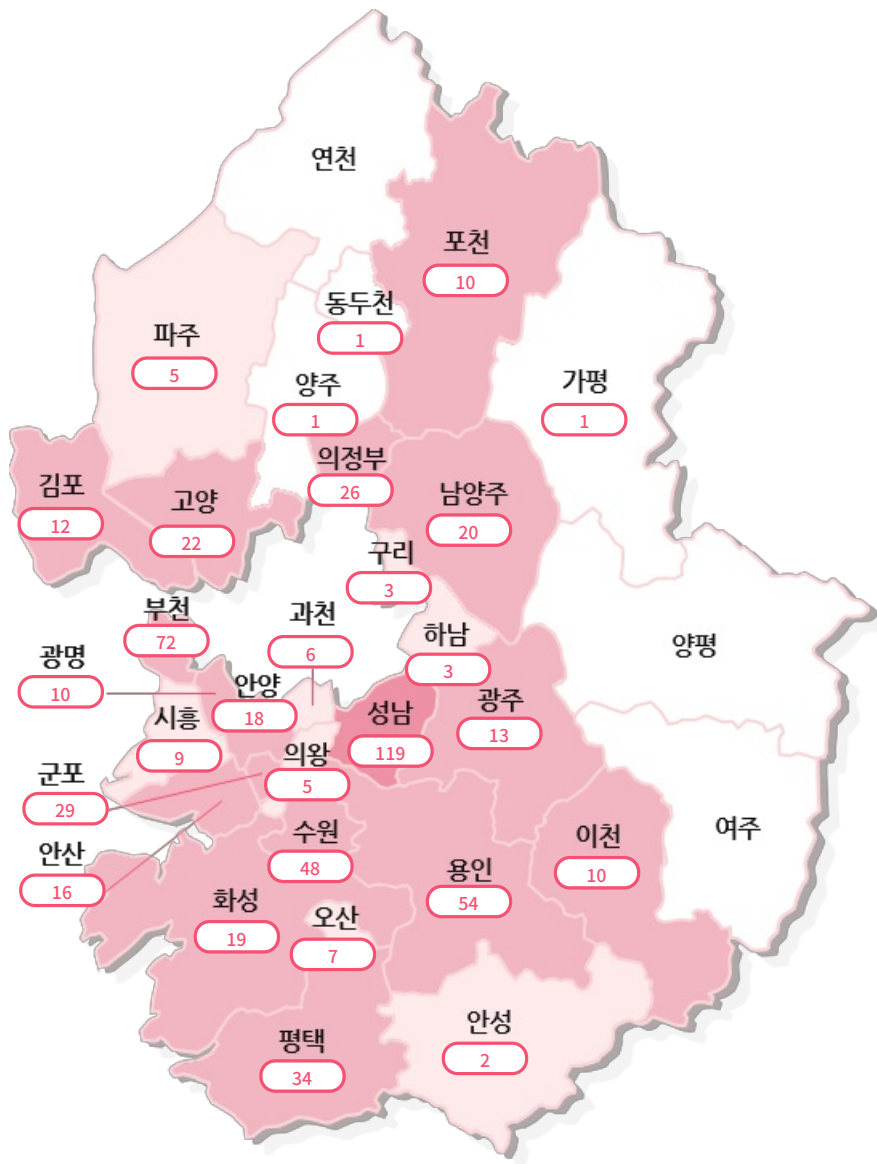 연천
포천
10
동두천
1
파주
5
양주
1
가평
1
의정부
26
김포
12
고양
22
남양주
20
구리
3
부천
72
과천
6
하남
3
양평
광명
10
안양
18
시흥
9
성남
119
광주
13
의왕
5
군포
29
수원
48
이천
10
여주
안산
16
용인
54
화성
19
오산
7
안성
2
평택
34